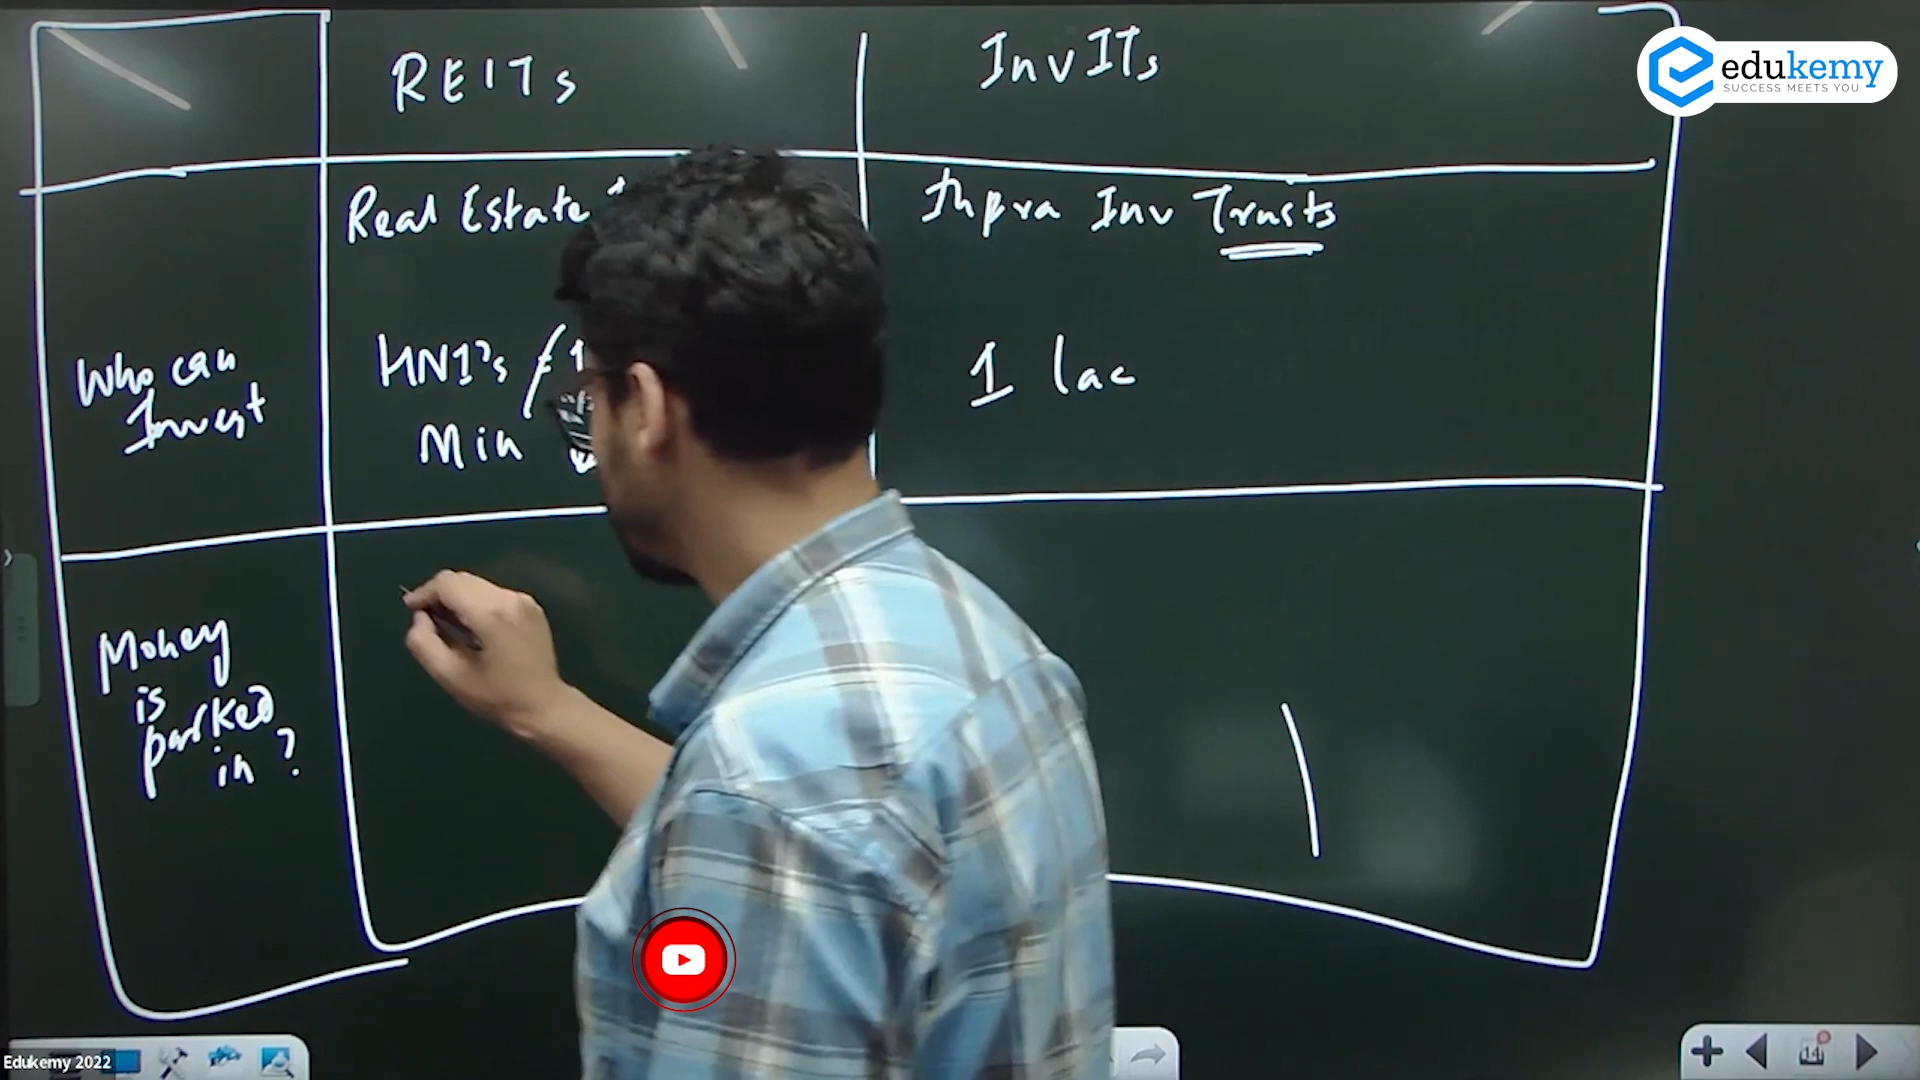 REITs
InvITs
edukemy
SUCCESS MEETS YOU
Real Estate
Infra Inv Trusts
Who can
Invest
HNI's /
Min
1 lac
Money
is
parked
in?
Edukemy 2022
14